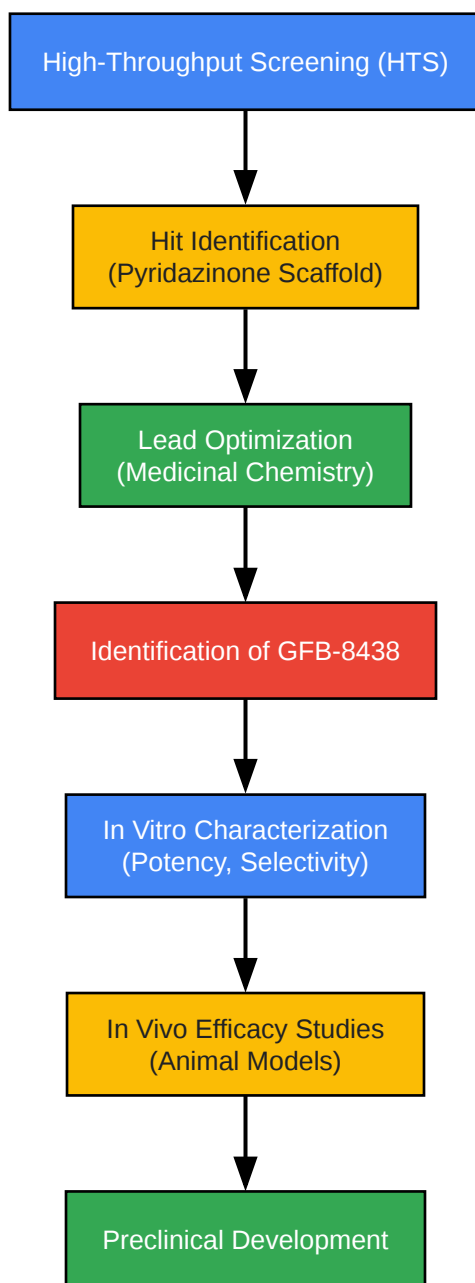 High-Throughput Screening (HTS)
Hit Identification
(Pyridazinone Scaffold)
Lead Optimization
(Medicinal Chemistry)
Identification of GFB-8438
In Vitro Characterization
(Potency, Selectivity)
In Vivo Efficacy Studies
(Animal Models)
Preclinical Development